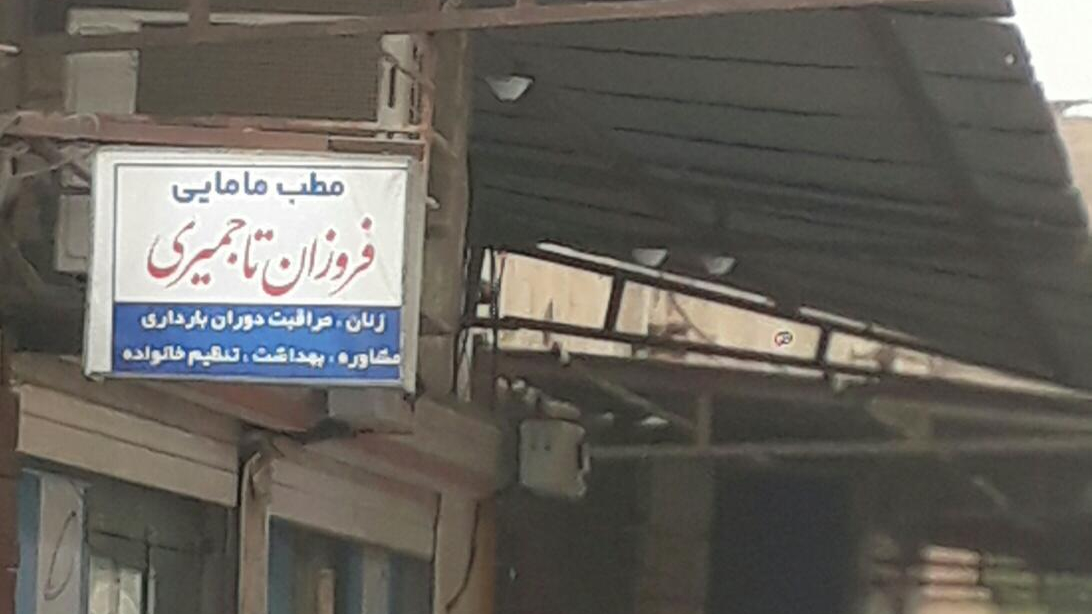 مطب مامایی
فروزان تاجمیری
زنان ، مراقبت دوران بارداری
مشاوره ، بهداشت ، تنظیم خانواده